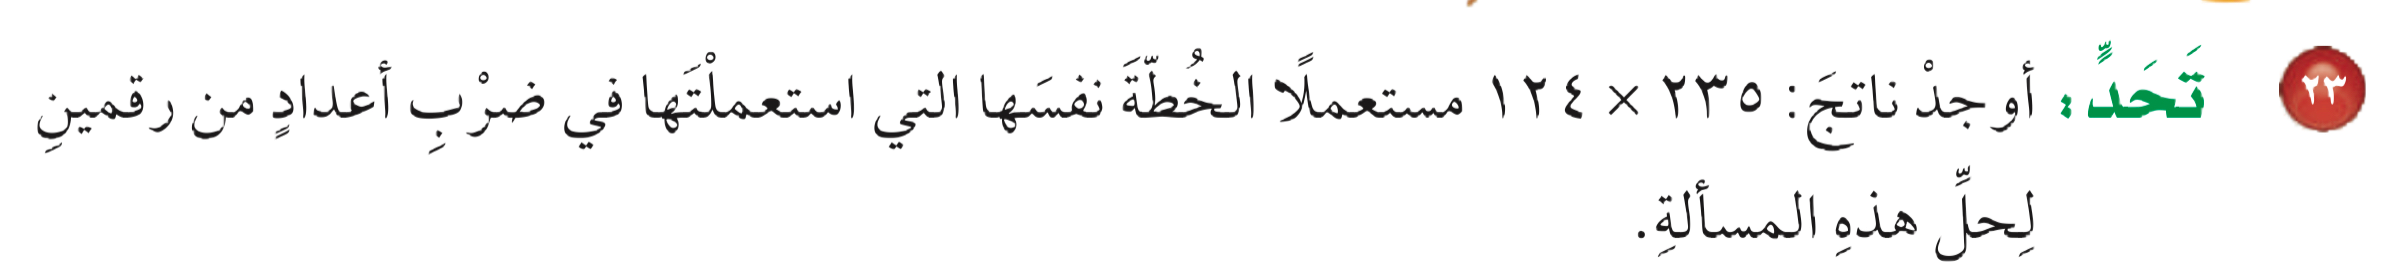 ٢٣ تَحَدٍّ: أوجدْ ناتجَ: ٢٣٥ × ١٢٤ مستعملًا الخُطّةَ نفسَها التي استعملْتَها في ضرْبِ أعدادٍ من رقمينِ
لِحلِّ هذهِ المسألةِ.